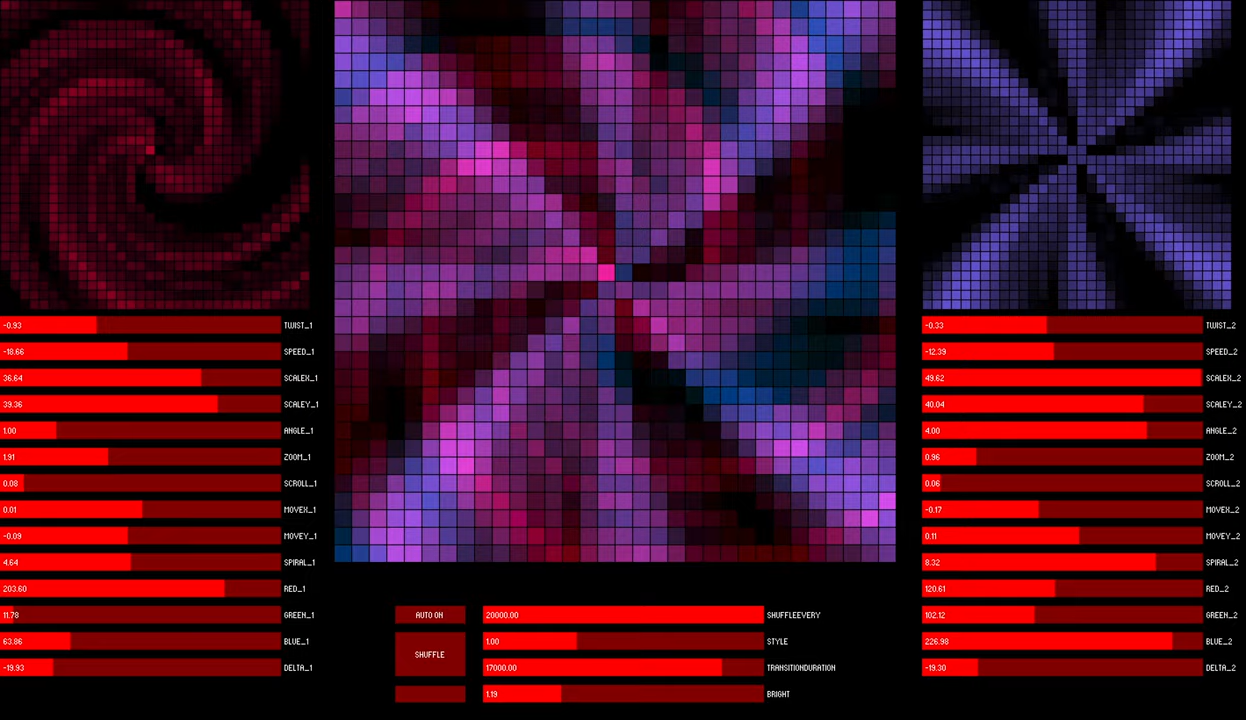 -0.93 TWIST_1
-18.66 SPEED_1
36.64 SCALEX_1
39.36 SCALEY_1
1.00 ANGLE_1
1.91 ZOOM_1
0.08 SCROLL_1
0.01 MOVEX_1
-0.09 MOVEY_1
4.64 SPIRAL_1
203.60 RED_1
11.78 GREEN_1
63.86 BLUE_1
-19.93 DELTA_1
AUTO ON
SHUFFLE
20000.00 SHUFFLEEVERY
1.00 STYLE
17000.00 TRANSITIONDURATION
1.19 BRIGHT
-0.33 TWIST_2
-12.39 SPEED_2
49.62 SCALEX_2
40.04 SCALEY_2
4.00 ANGLE_2
0.96 ZOOM_2
0.06 SCROLL_2
-0.17 MOVEX_2
0.11 MOVEY_2
8.32 SPIRAL_2
120.61 RED_2
102.12 GREEN_2
226.98 BLUE_2
-19.30 DELTA_2